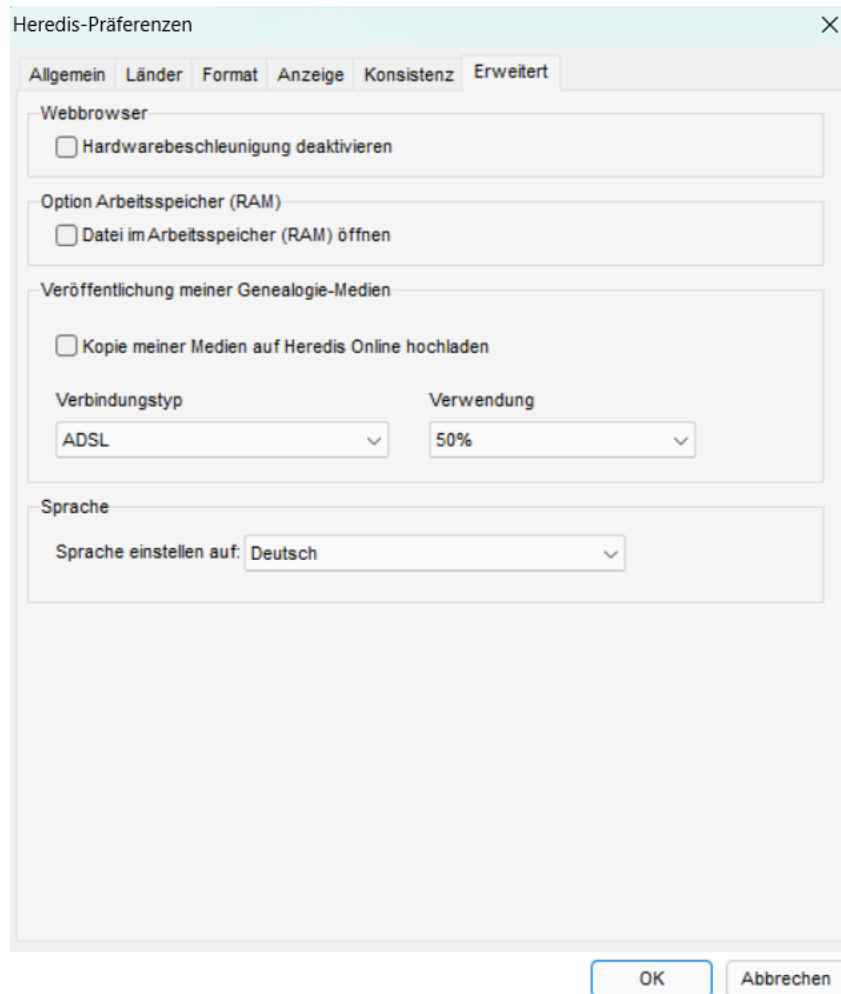 Heredis-Präferenzen
Allgemein Länder Format Anzeige Konsistenz Erweitert
Webbrowser
Hardwarebeschleunigung deaktivieren
Option Arbeitsspeicher (RAM)
Datei im Arbeitsspeicher (RAM) öffnen
Veröffentlichung meiner Genealogie-Medien
Kopie meiner Medien auf Heredis Online hochladen
Verbindungstyp Verwendung
ADSL 50%
Sprache
Sprache einstellen auf: Deutsch
OK Abbrechen